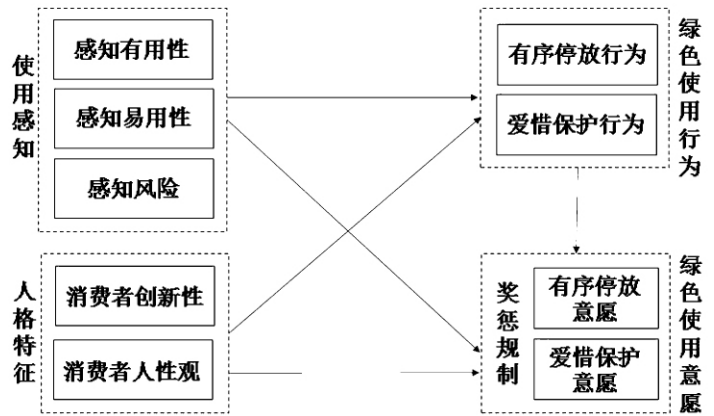 使用感知
感知有用性
感知易用性
感知风险
人格特征
消费者创新性
消费者人性观
绿色使用行为
有序停放行为
爱惜保护行为
奖惩规制
有序停放
意愿
爱惜保护
意愿
绿色使用意愿